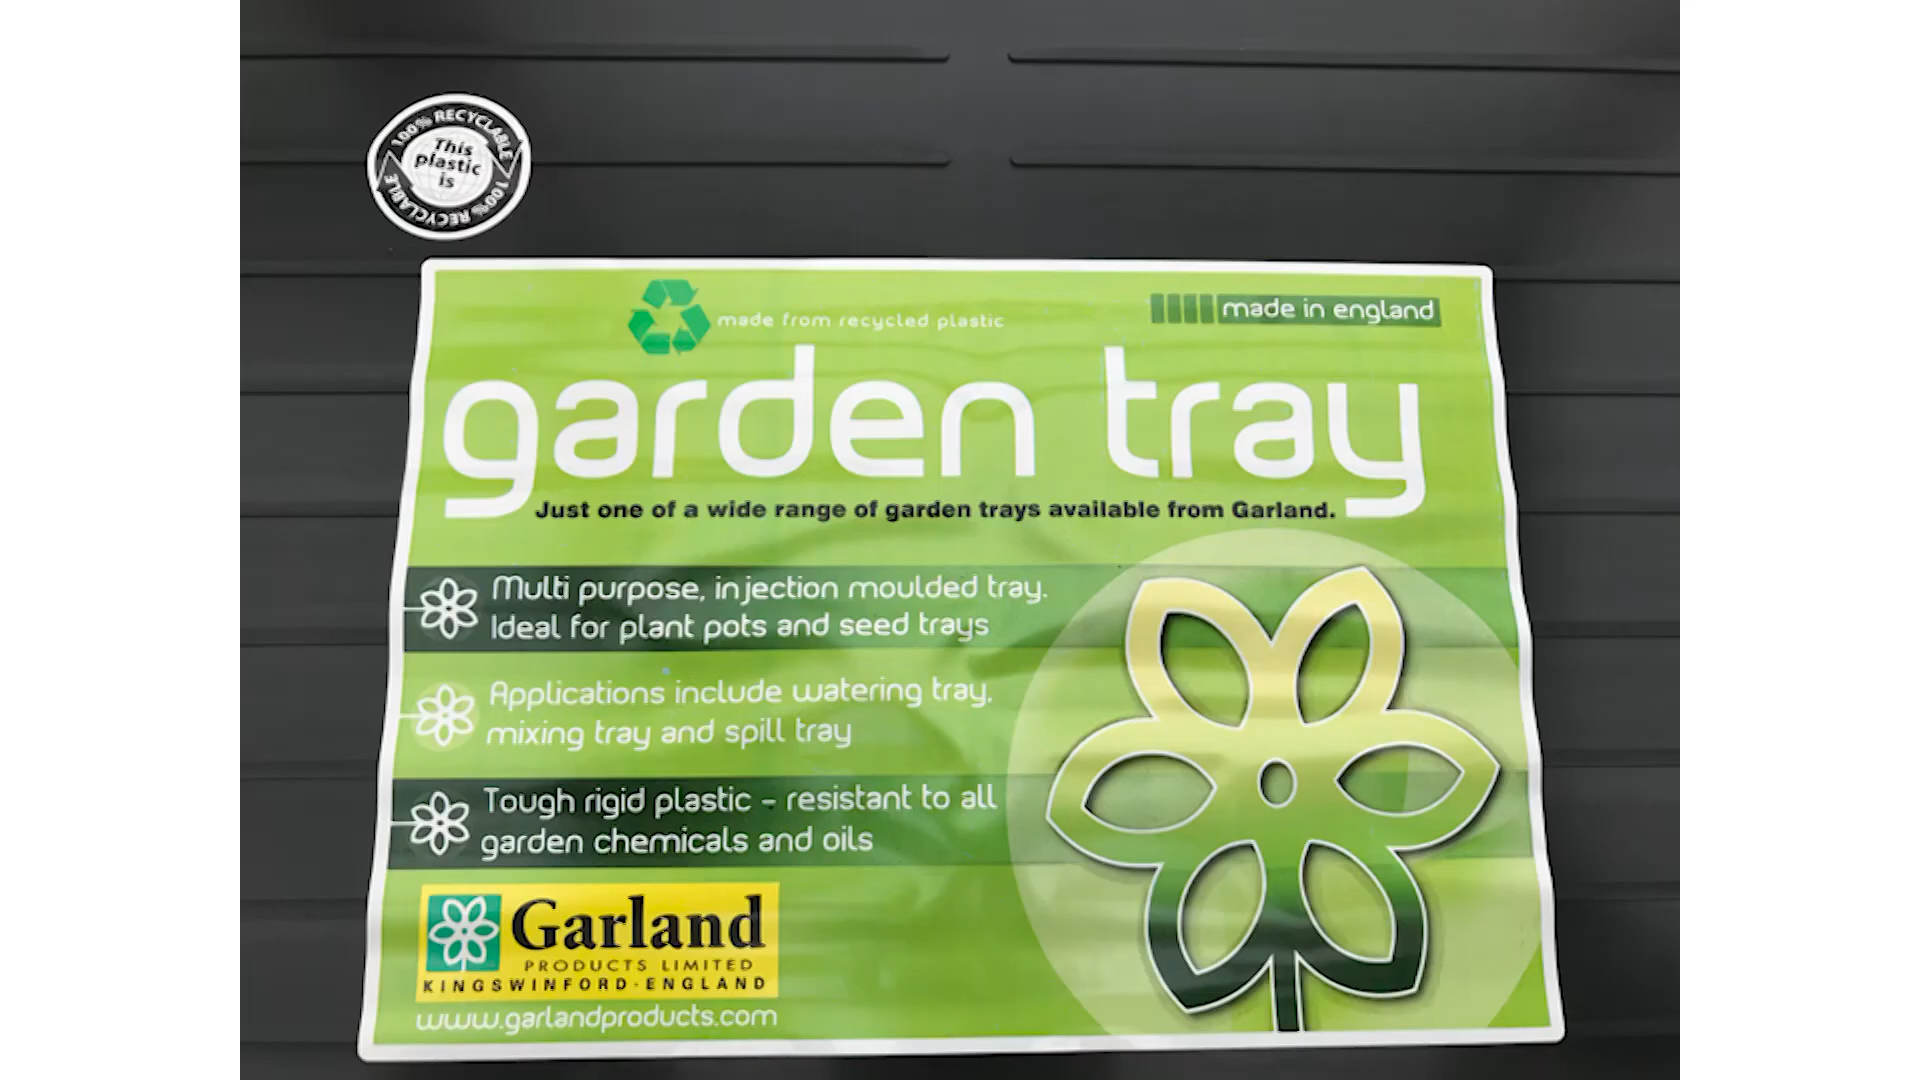 100% RECYCLABLE
This
plastic
is
100% RECYCLABLE
made from recycled plastic
made in england
garden tray
Just one of a wide range of garden trays available from Garland.
Multi purpose, injection moulded tray.
Ideal for plant pots and seed trays
Applications include watering tray,
mixing tray and spill tray
Tough rigid plastic – resistant to all
garden chemicals and oils
Garland
PRODUCTS LIMITED
KINGSWINFORD·ENGLAND
www.garlandproducts.com